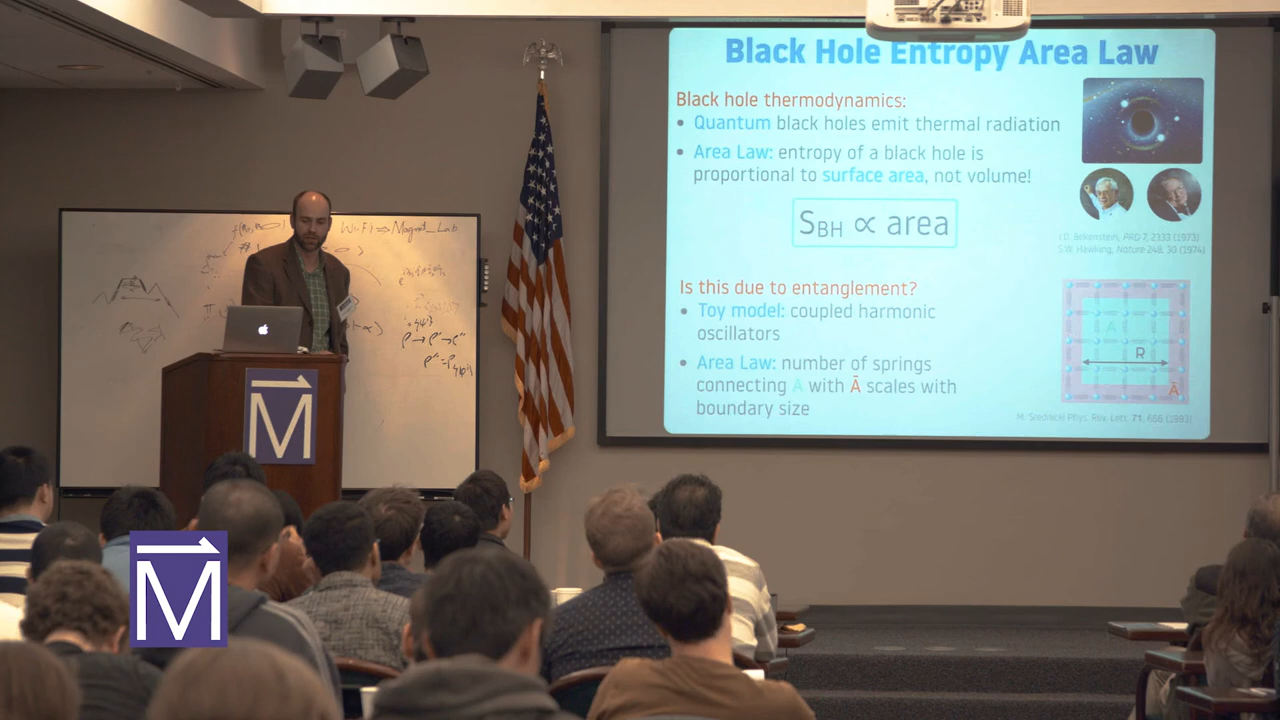 Black Hole Entropy Area Law
Black hole thermodynamics:
• Quantum black holes emit thermal radiation
• Area Law: entropy of a black hole is
proportional to surface area, not volume!
SBH ∝ area
J.D. Bekenstein, PRD 7, 2333 (1973)
S.W. Hawking, Nature 248, 30 (1974)
Is this due to entanglement?
• Toy model: coupled harmonic
oscillators
• Area Law: number of springs
connecting A with Ā scales with
boundary size
A
R
Ā
M. Srednicki Phys. Rev. Lett. 71, 666 (1993)
Wi-Fi ⇒ Magnet_Lab
M
M